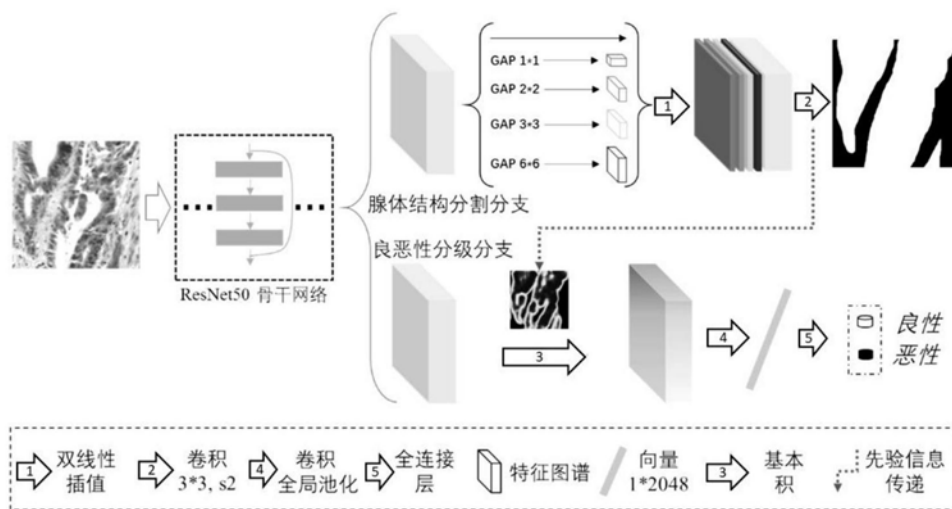 GAP 1*1
GAP 2*2
GAP 3*3
GAP 6*6
1
2
腺体结构分割分支
良恶性分级分支
ResNet50 骨干网络
3
4
5
良性
恶性
1 双线性
插值
2 卷积
3*3, s2
4 卷积
全局池化
5 全连接
层
特征图谱
向量
1*2048
3 基本
积
先验信息
传递